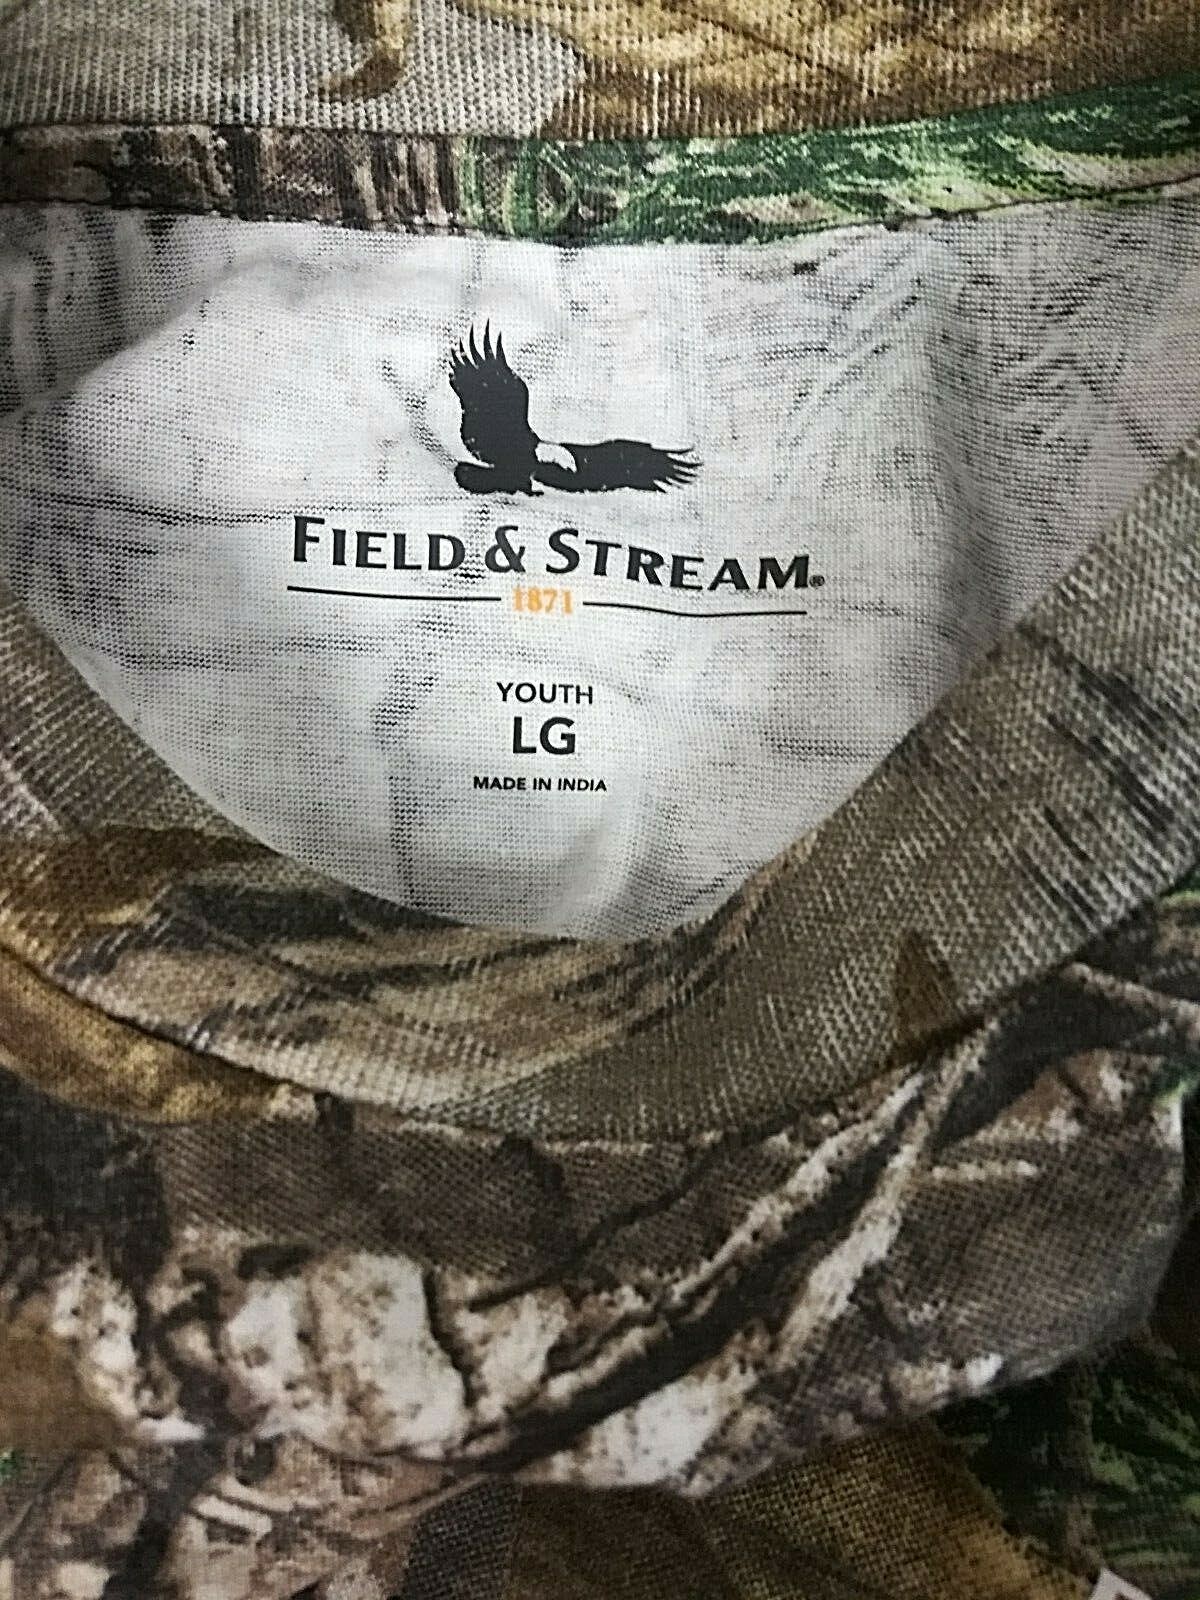 FIELD & STREAM®
1871
YOUTH
LG
MADE IN INDIA